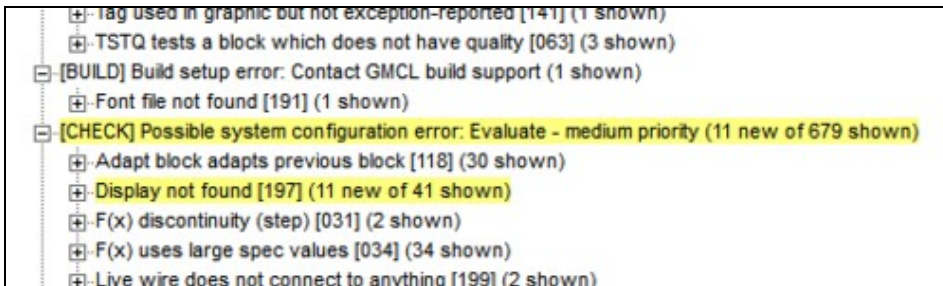 Tag used in graphic but not exception-reported [141] (1 shown)
TSTQ tests a block which does not have quality [063] (3 shown)
[BUILD] Build setup error: Contact GMCL build support (1 shown)
Font file not found [191] (1 shown)
[CHECK] Possible system configuration error: Evaluate - medium priority (11 new of 679 shown)
Adapt block adapts previous block [118] (30 shown)
Display not found [197] (11 new of 41 shown)
F(x) discontinuity (step) [031] (2 shown)
F(x) uses large spec values [034] (34 shown)
Live wire does not connect to anything [199] (2 shown)